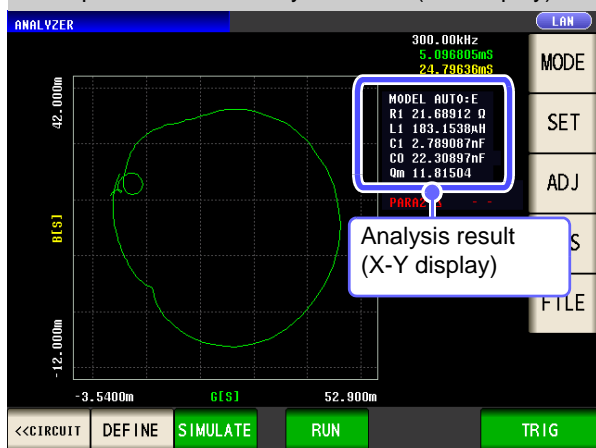 ANALYZER
LAN
300.00kHz
5.096805mS
24.79636mS
MODE
42.000m
MODEL AUTO:E
R1 21.68912 Ω
L1 183.1538μH
C1 2.789087nF
C0 22.30897nF
Qm 11.81504
SET
ADJ
B[S]
Analysis result
(X-Y display)
S
FILE
-12.000m
-3.5400m
G[S]
52.900m
<<CIRCUIT
DEFINE
SIMULATE
RUN
TRIG